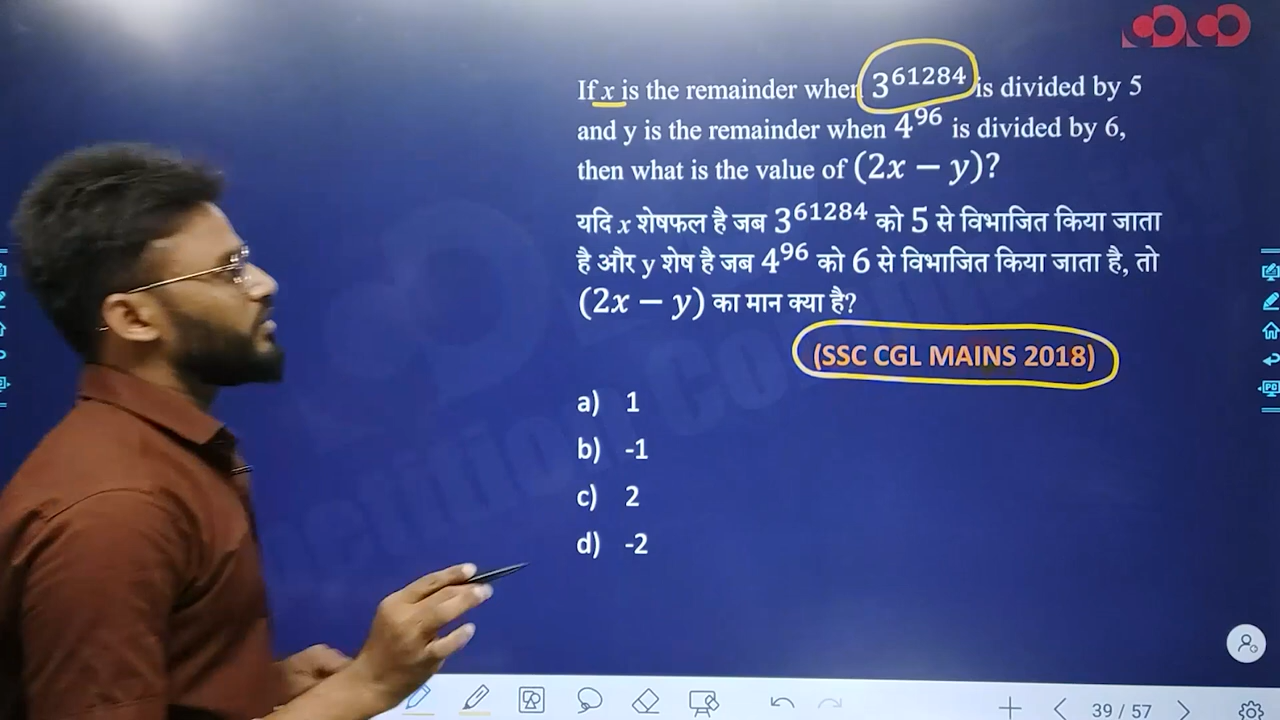 If x is the remainder when 3^61284 is divided by 5
and y is the remainder when 4^96 is divided by 6,
then what is the value of (2x − y)?
यदि x शेषफल है जब 3^61284 को 5 से विभाजित किया जाता
है और y शेष है जब 4^96 को 6 से विभाजित किया जाता है, तो
(2x − y) का मान क्या है?
(SSC CGL MAINS 2018)
a) 1
b) -1
c) 2
d) -2
39 / 57